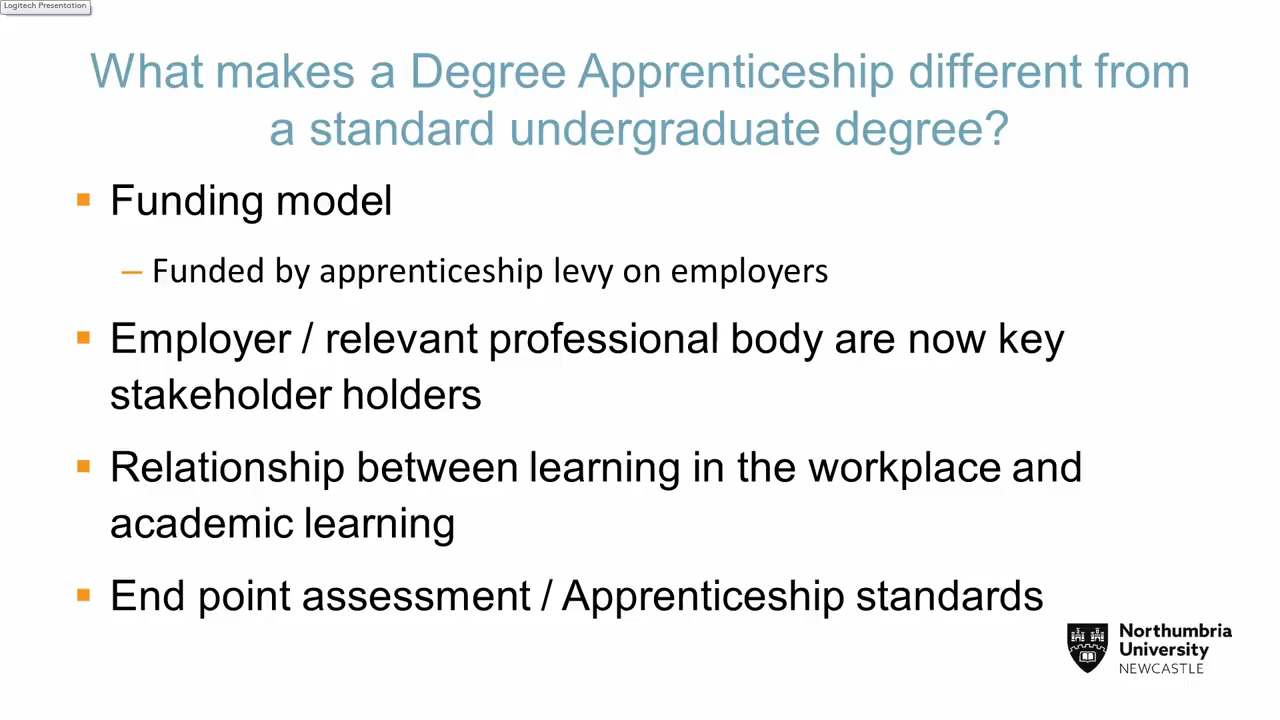 Logitech Presentation
What makes a Degree Apprenticeship different from
a standard undergraduate degree?
▪ Funding model
– Funded by apprenticeship levy on employers
▪ Employer / relevant professional body are now key
stakeholder holders
▪ Relationship between learning in the workplace and
academic learning
▪ End point assessment / Apprenticeship standards
Northumbria
University
NEWCASTLE